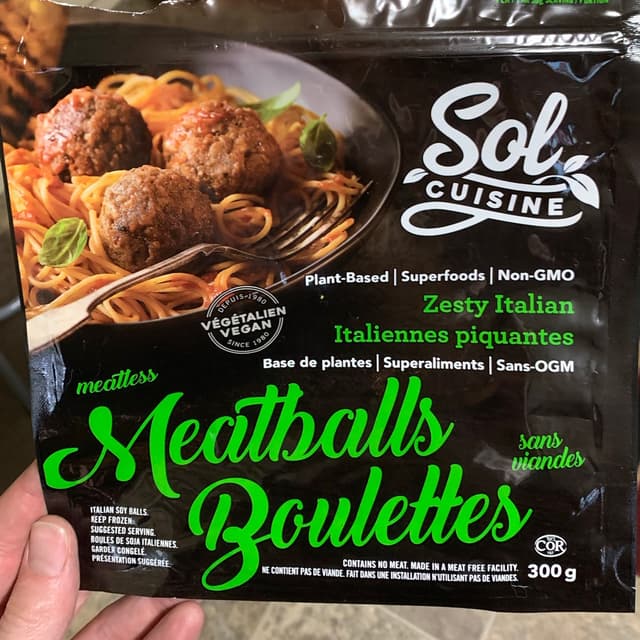 Sol
CUISINE
Plant-Based | Superfoods | Non-GMO
Zesty Italian
Italiennes piquantes
Base de plantes | Superaliments | Sans-OGM
DEPUIS-1980
VÉGÉTALIEN
VEGAN
SINCE 1980
meatless
Meatballs
sans
viandes
Boulettes
ITALIAN SOY BALLS.
KEEP FROZEN.
SUGGESTED SERVING.
BOULES DE SOJA ITALIENNES.
GARDER CONGELÉ.
PRÉSENTATION SUGGÉRÉE.
CONTAINS NO MEAT. MADE IN A MEAT FREE FACILITY.
NE CONTIENT PAS DE VIANDE. FAIT DANS UNE INSTALLATION N'UTILISANT PAS DE VIANDES.
COR
300 g